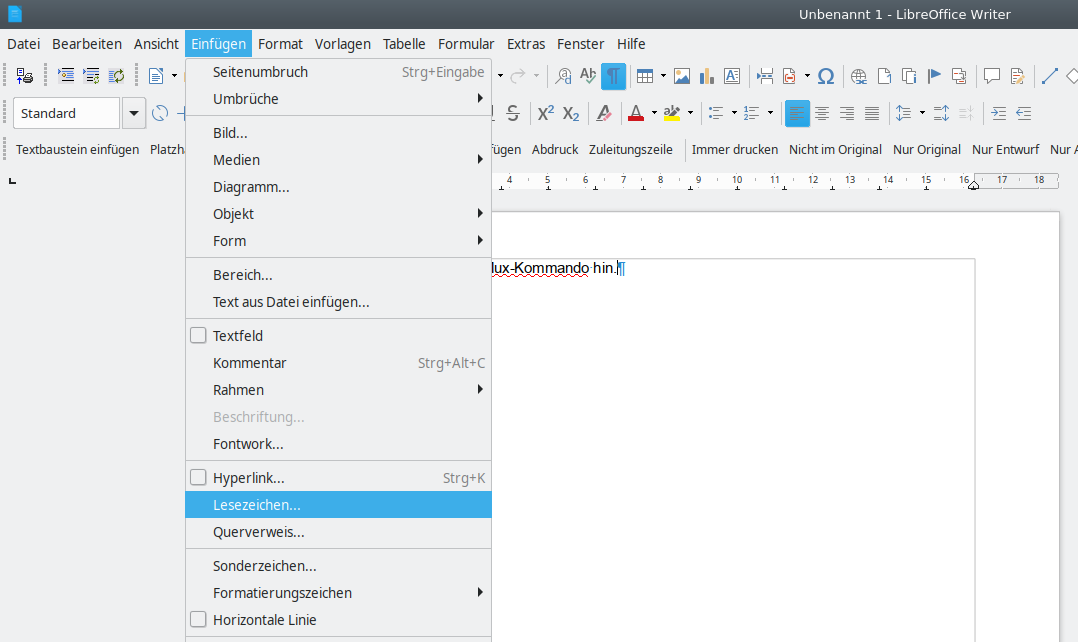 Unbenannt 1 - LibreOffice Writer
Datei Bearbeiten Ansicht Einfügen Format Vorlagen Tabelle Formular Extras Fenster Hilfe
Standard
Textbaustein einfügen
Abdruck Zuleitungszeile Immer drucken Nicht im Original Nur Original Nur Entwurf Nur
4 5 6 7 8 9 10 11 12 13 14 15 16 17 18
Seitenumbruch Strg+Eingabe
Umbrüche
Bild...
Medien
Diagramm...
Objekt
Form
Bereich...
Text aus Datei einfügen...
Textfeld
Kommentar Strg+Alt+C
Rahmen
Beschriftung...
Fontwork...
Hyperlink... Strg+K
Lesezeichen...
Querverweis...
Sonderzeichen...
Formatierungszeichen
Horizontale Linie
lux-Kommando hin.¶